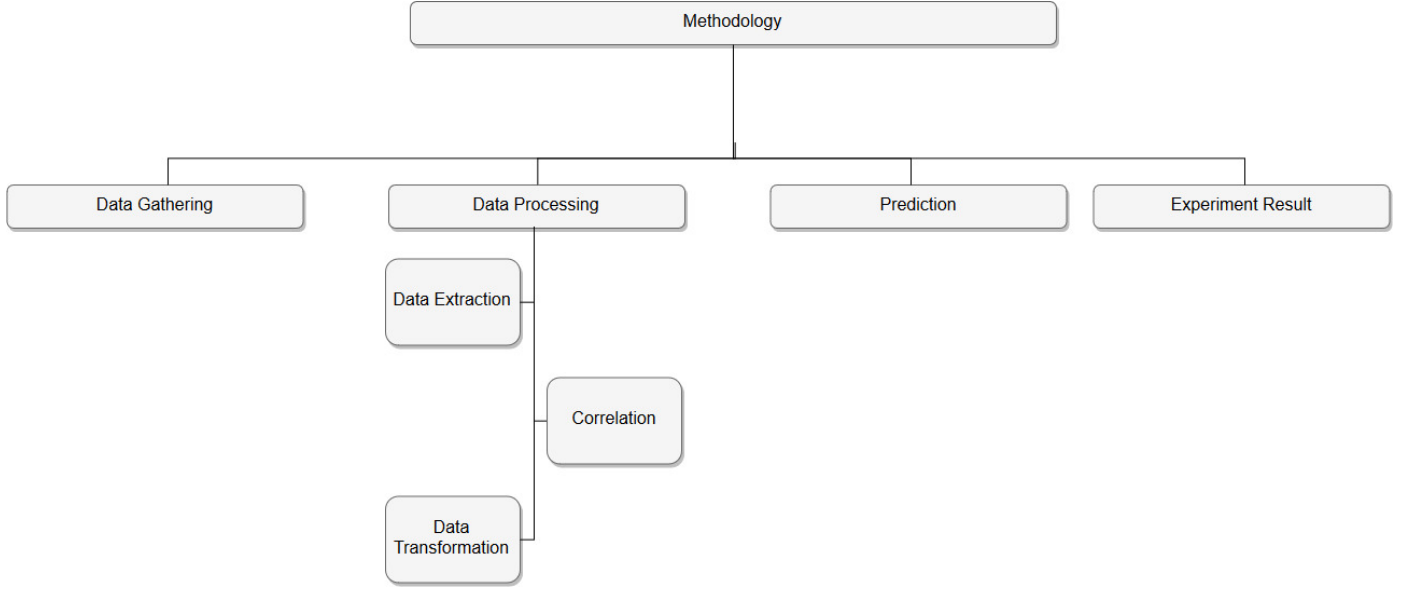 Methodology
Data Gathering
Data Processing
Prediction
Experiment Result
Data Extraction
Correlation
Data
Transformation